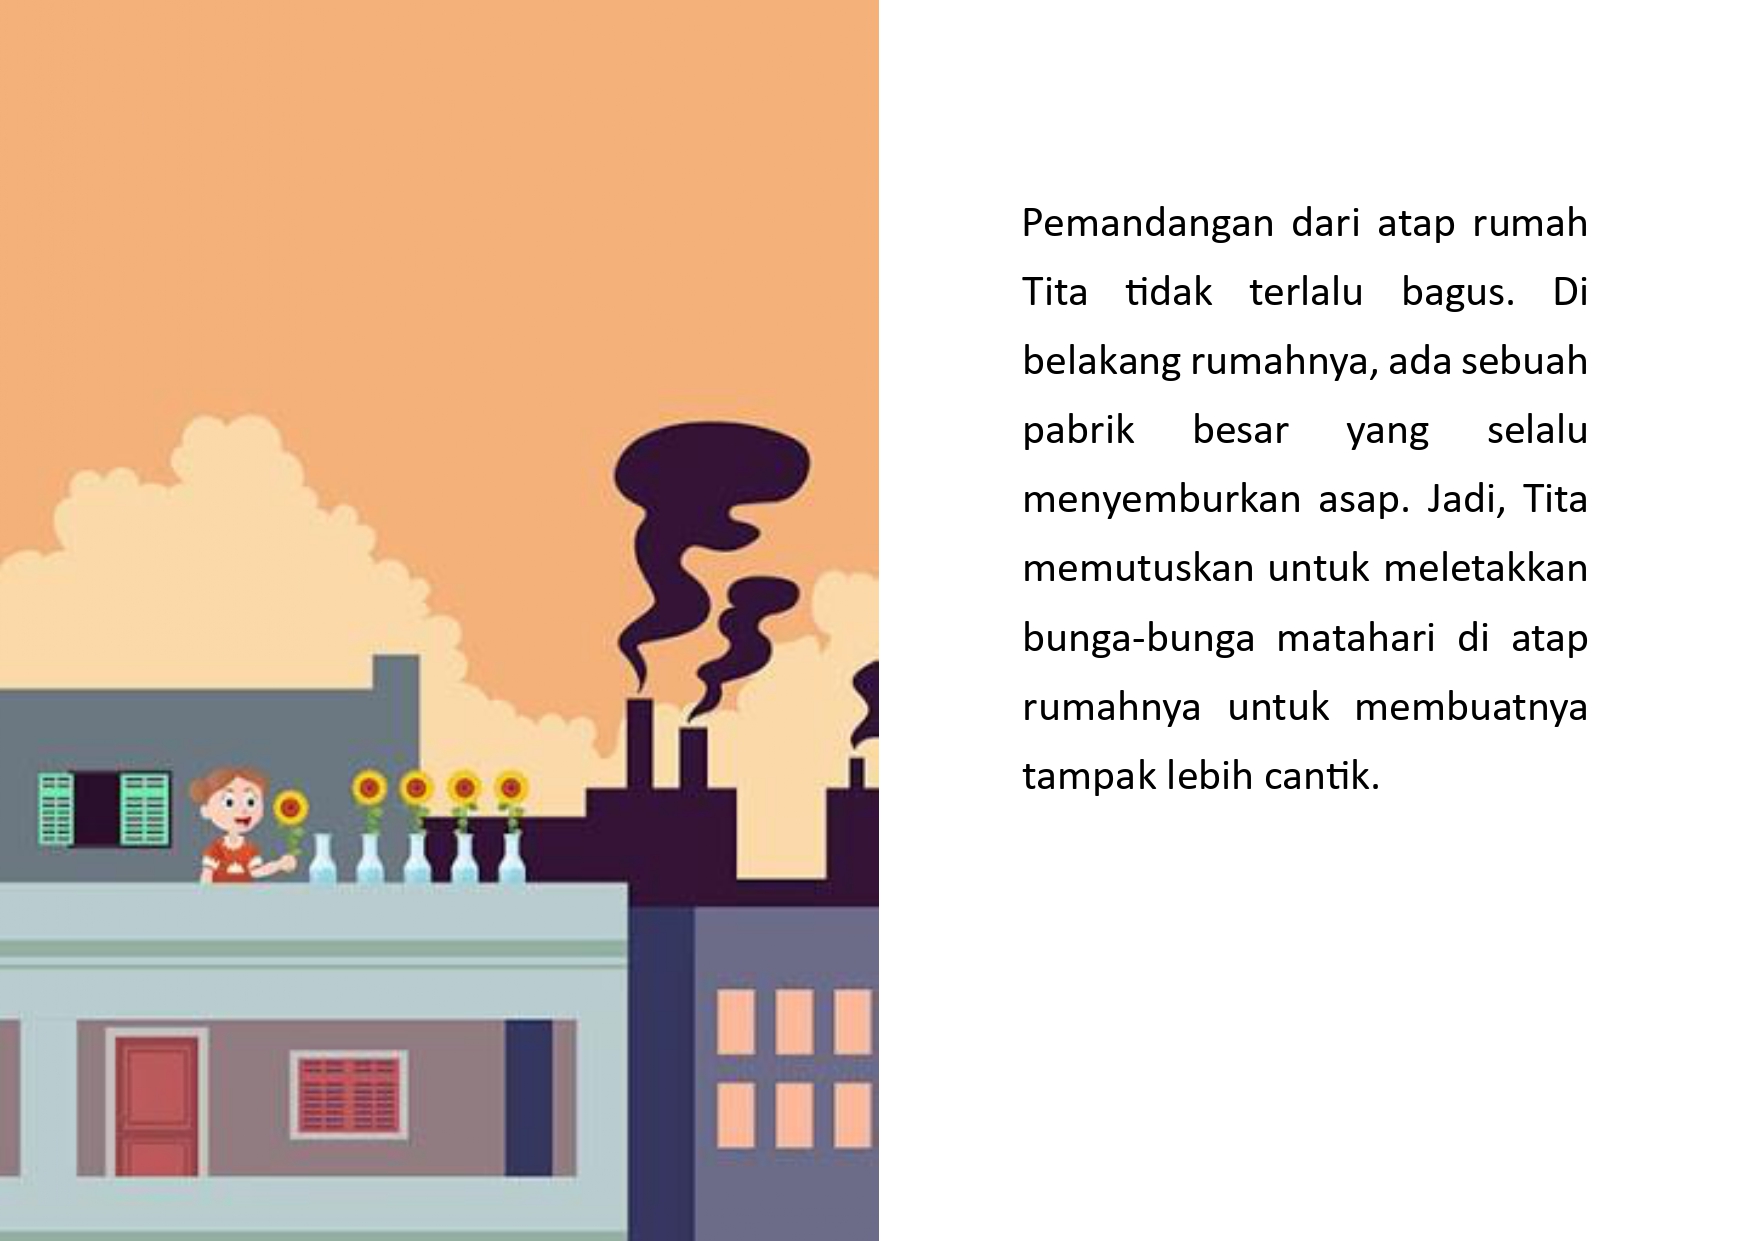 Pemandangan dari atap rumah
Tita tidak terlalu bagus. Di
belakang rumahnya, ada sebuah
pabrik besar yang selalu
menyemburkan asap. Jadi, Tita
memutuskan untuk meletakkan
bunga-bunga matahari di atap
rumahnya untuk membuatnya
tampak lebih cantik.